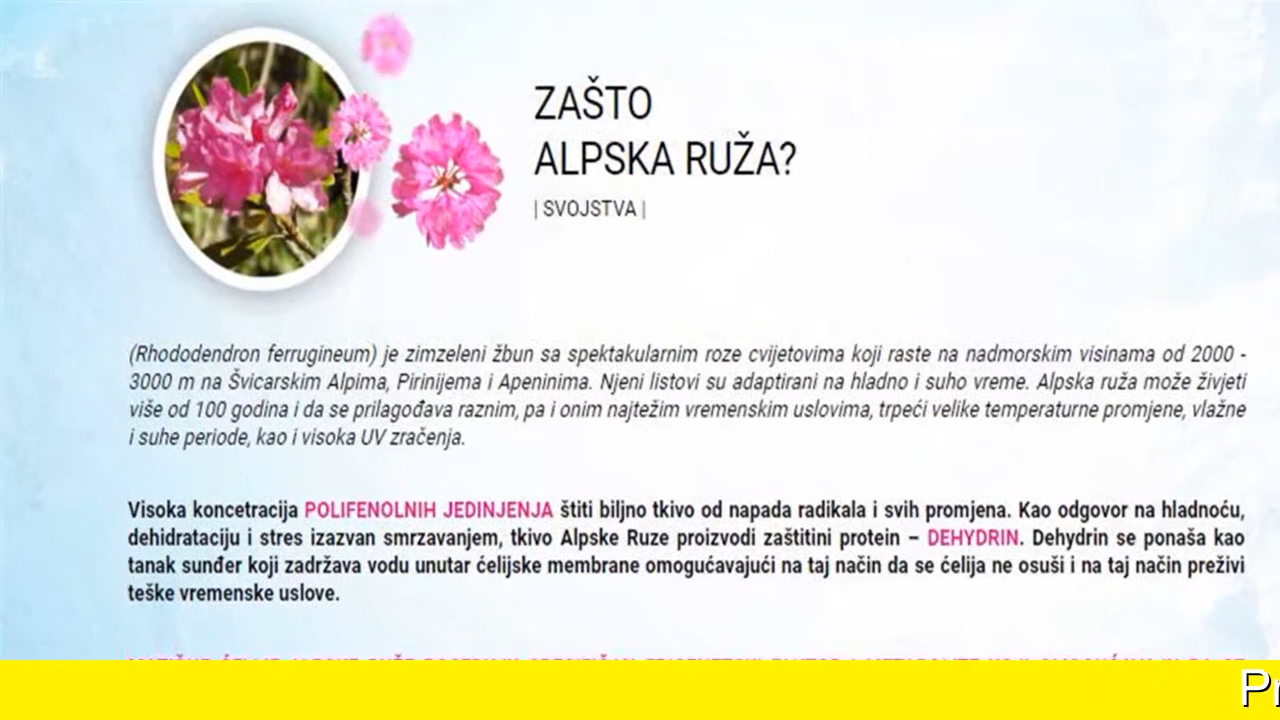 ZAŠTO
ALPSKA RUŽA?
| SVOJSTVA |
(Rhododendron ferrugineum) je zimzeleni žbun sa spektakularnim roze cvijetovima koji raste na nadmorskim visinama od 2000 -
3000 m na Švicarskim Alpima, Pirinijema i Apeninima. Njeni listovi su adaptirani na hladno i suho vreme. Alpska ruža može živjeti
više od 100 godina i da se prilagođava raznim, pa i onim najtežim vremenskim uslovima, trpeći velike temperaturne promjene, vlažne
i suhe periode, kao i visoka UV zračenja.
Visoka koncetracija POLIFENOLNIH JEDINJENJA štiti biljno tkivo od napada radikala i svih promjena. Kao odgovor na hladnoću,
dehidrataciju i stres izazvan smrzavanjem, tkivo Alpske Ruze proizvodi zaštitini protein – DEHYDRIN. Dehydrin se ponaša kao
tanak sunđer koji zadržava vodu unutar ćelijske membrane omogućavajući na taj način da se ćelija ne osuši i na taj način preživi
teške vremenske uslove.